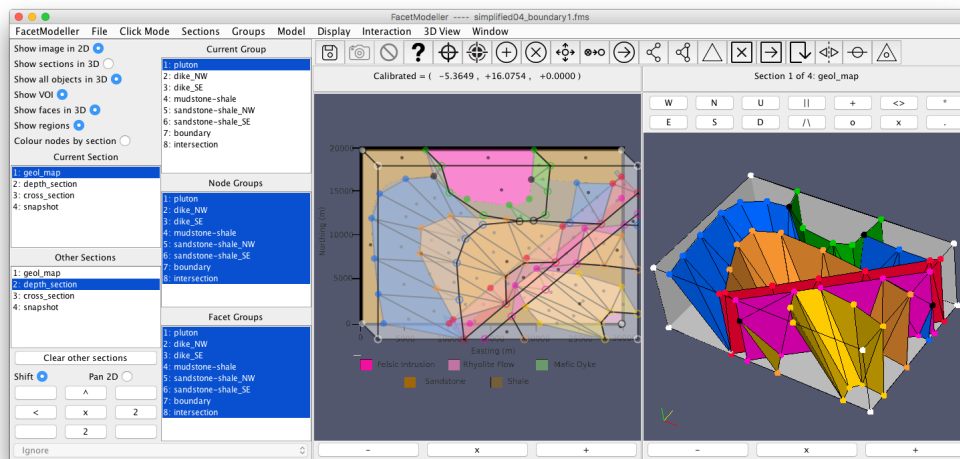 FacetModeller ---- simplified04_boundary1.fms
FacetModeller File Click Mode Sections Groups Model Display Interaction 3D View Window
Show image in 2D
Show sections in 3D
Show all objects in 3D
Show VOI
Show faces in 3D
Show regions
Colour nodes by section
Current Section
1: geol_map
2: depth_section
3: cross_section
4: snapshot
Other Sections
1: geol_map
2: depth_section
3: cross_section
4: snapshot
Clear other sections
Shift Pan 2D
^
< x 2
2
Ignore
Current Group
1: pluton
2: dike_NW
3: dike_SE
4: mudstone-shale
5: sandstone-shale_NW
6: sandstone-shale_SE
7: boundary
8: intersection
Node Groups
1: pluton
2: dike_NW
3: dike_SE
4: mudstone-shale
5: sandstone-shale_NW
6: sandstone-shale_SE
7: boundary
8: intersection
Facet Groups
1: pluton
2: dike_NW
3: dike_SE
4: mudstone-shale
5: sandstone-shale_NW
6: sandstone-shale_SE
7: boundary
8: intersection
Calibrated = ( -5.3649 , +16.0754 , +0.0000 )
20000
15000
10000
5000
0
Northing (m)
0
Easting (m)
Felsic Intrusion Rhyolite Flow Mafic Dyke
Sandstone Shale
- x +
Section 1 of 4: geol_map
W N U || + <> *
E S D /\ o x .
- x +